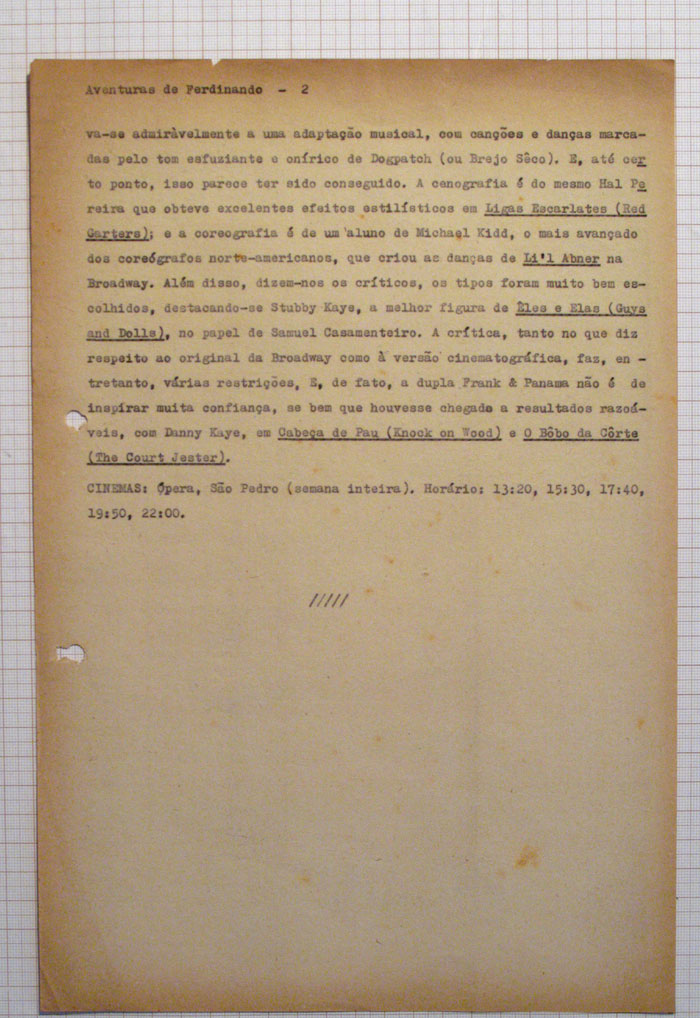 Aventuras de Ferdinando - 2
va-se admiràvelmente a uma adaptação musical, com canções e danças marca-
das pelo tom esfuziante e onírico de Dogpatch (ou Brejo Sêco). E, até cer
to ponto, isso parece ter sido conseguido. A cenografia é do mesmo Hal Pe
reira que obteve excelentes efeitos estilísticos em Ligas Escarlates (Red
Garters); e a coreografia é de um aluno de Michael Kidd, o mais avançado
dos coreógrafos norte-americanos, que criou as danças de Li'l Abner na
Broadway. Além disso, dizem-nos os críticos, os tipos foram muito bem es-
colhidos, destacando-se Stubby Kaye, a melhor figura de Êles e Elas (Guys
and Dolls), no papel de Samuel Casamenteiro. A crítica, tanto no que diz
respeito ao original da Broadway como à versão cinematográfica, faz, en -
tretanto, várias restrições, E, de fato, a dupla Frank & Panama não é de
inspirar muita confiança, se bem que houvesse chegado a resultados razoá-
veis, com Danny Kaye, em Cabeça de Pau (Knock on Wood) e O Bôbo da Côrte
(The Court Jester).
CINEMAS: Ópera, São Pedro (semana inteira). Horário: 13:20, 15:30, 17:40,
19:50, 22:00.
/////